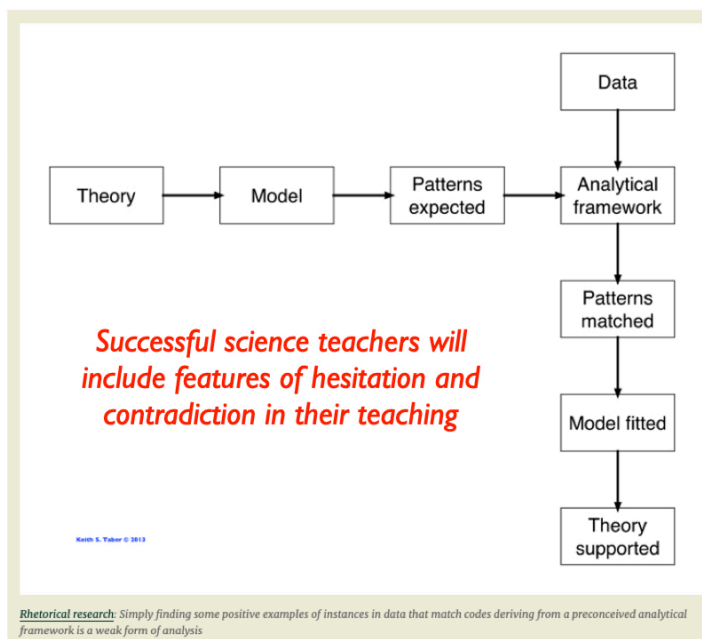 Data
Theory
Model
Patterns
expected
Analytical
framework
Patterns
matched
Successful science teachers will
include features of hesitation and
contradiction in their teaching
Model fitted
Theory
supported
Keith S. Taber © 2013
Rhetorical research: Simply finding some positive examples of instances in data that match codes deriving from a preconceived analytical
framework is a weak form of analysis